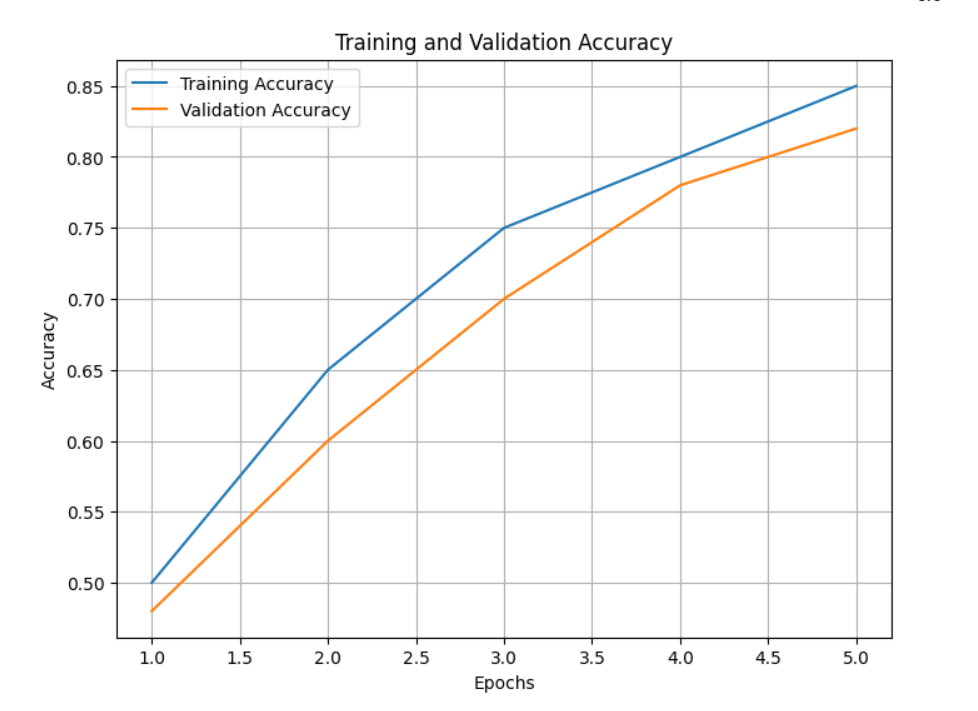 Training and Validation Accuracy
Training Accuracy
Validation Accuracy
0.85
0.80
0.75
0.70
0.65
0.60
0.55
0.50
Accuracy
1.0 1.5 2.0 2.5 3.0 3.5 4.0 4.5 5.0
Epochs